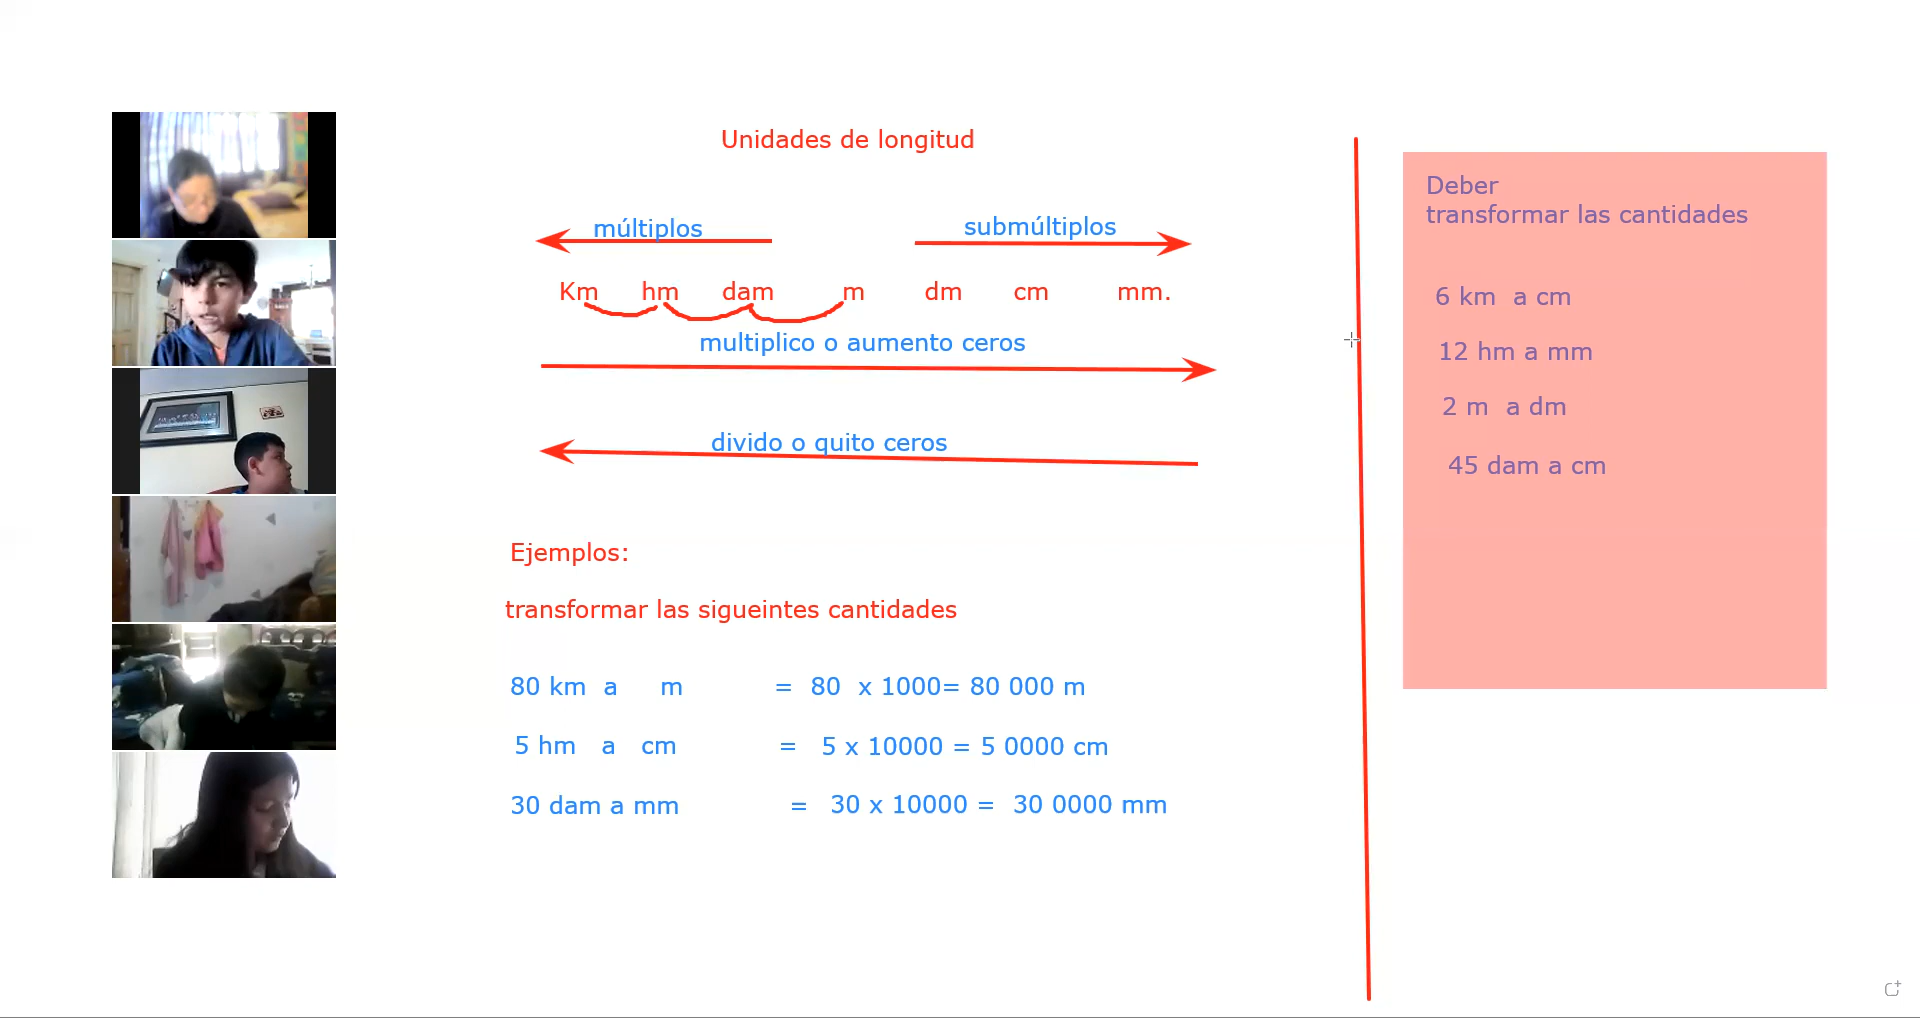 Unidades de longitud
múltiplos submúltiplos
Km hm dam m dm cm mm.
multiplico o aumento ceros
divido o quito ceros
Ejemplos:
transformar las sigueintes cantidades
80 km a m = 80 x 1000= 80 000 m
5 hm a cm = 5 x 10000 = 5 0000 cm
30 dam a mm = 30 x 10000 = 30 0000 mm
Deber
transformar las cantidades
6 km a cm
12 hm a mm
2 m a dm
45 dam a cm